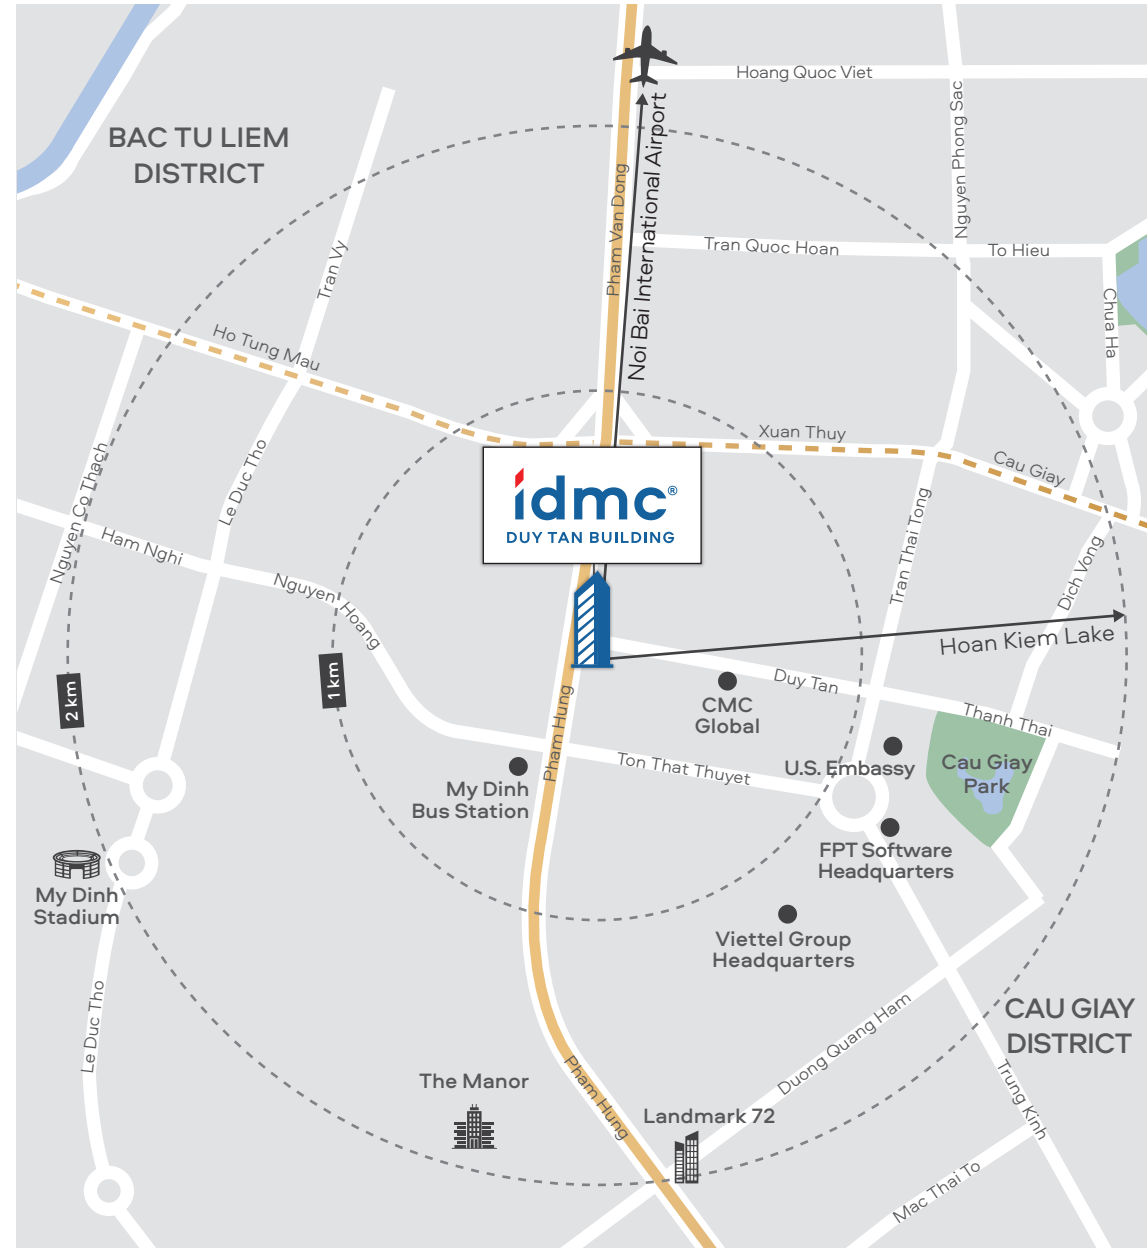 Hoang Quoc Viet
Nguyen Phong Sac
BAC TU LIEM
DISTRICT
Pham Van Dong
Noi Bai International Airport
Tran Quoc Hoan
To Hieu
Tran Vy
Chua Ha
Ho Tung Mau
Xuan Thuy
Cau Giay
Nguyen Co Thach
Le Duc Tho
idmc®
DUY TAN BUILDING
Tran Thai Tong
Dich Vong
Ham Nghi
Nguyen Hoang
Hoan Kiem Lake
2 km
1 km
Duy Tan
CMC
Global
Thanh Thai
Pham Hung
Ton That Thuyet
U.S. Embassy
Cau Giay
Park
My Dinh
Bus Station
FPT Software
Headquarters
My Dinh
Stadium
Viettel Group
Headquarters
Le Duc Tho
CAU GIAY
DISTRICT
Duong Quang Ham
The Manor
Pham Hung
Landmark 72
Trung Kinh
Mac Thai To